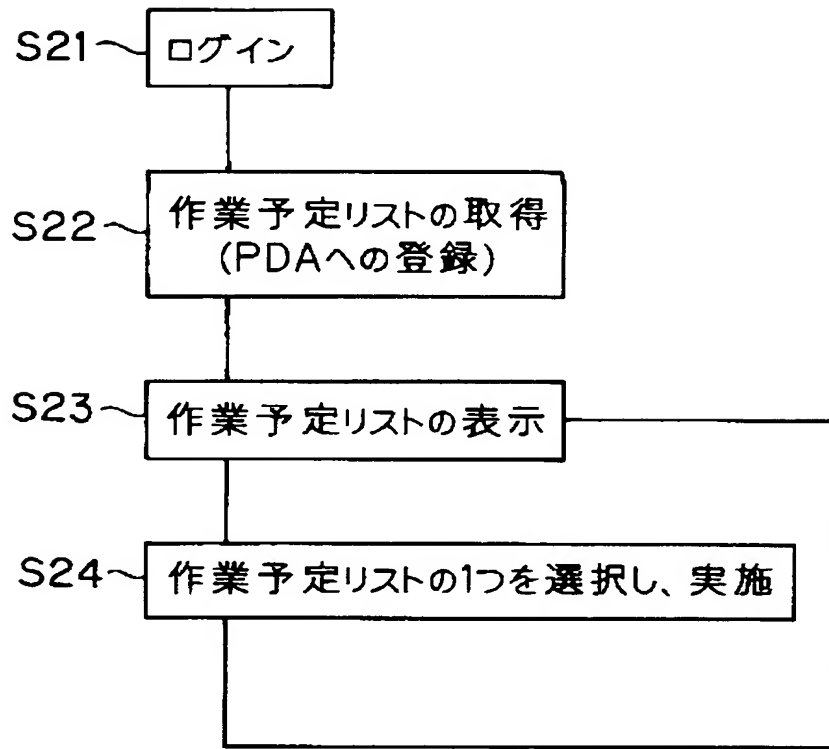 S21 ログイン
S22 作業予定リストの取得
(PDAへの登録)
S23 作業予定リストの表示
S24 作業予定リストの1つを選択し、実施